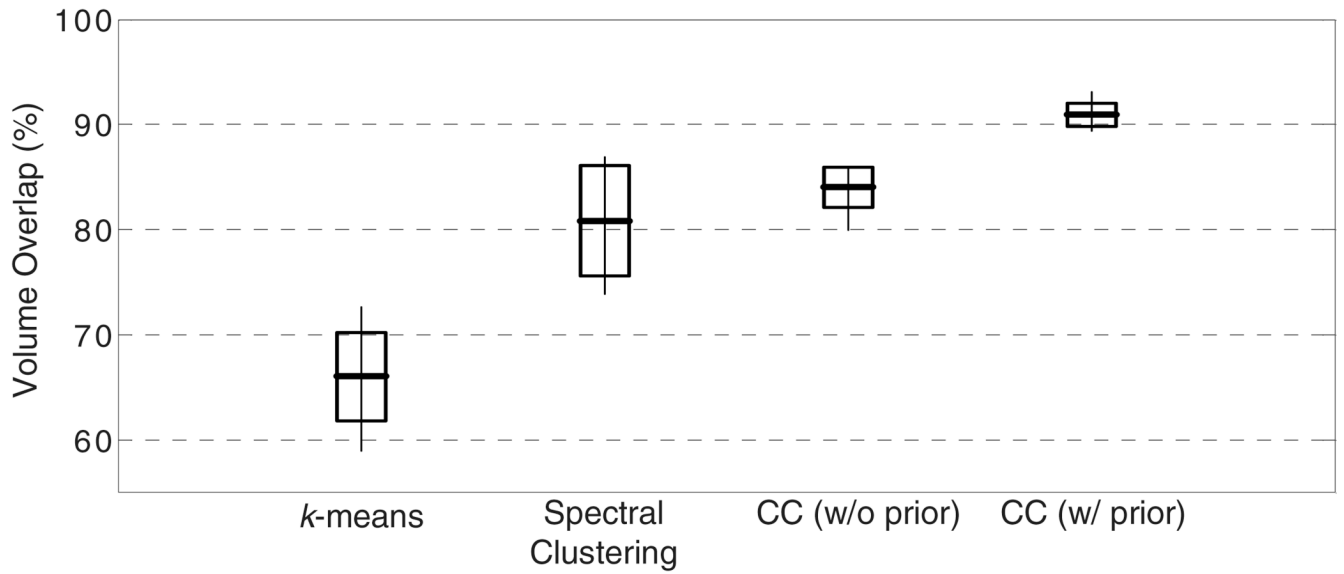 100
90
80
70
60
Volume Overlap (%)
k-means
Spectral
Clustering
CC (w/o prior)
CC (w/ prior)